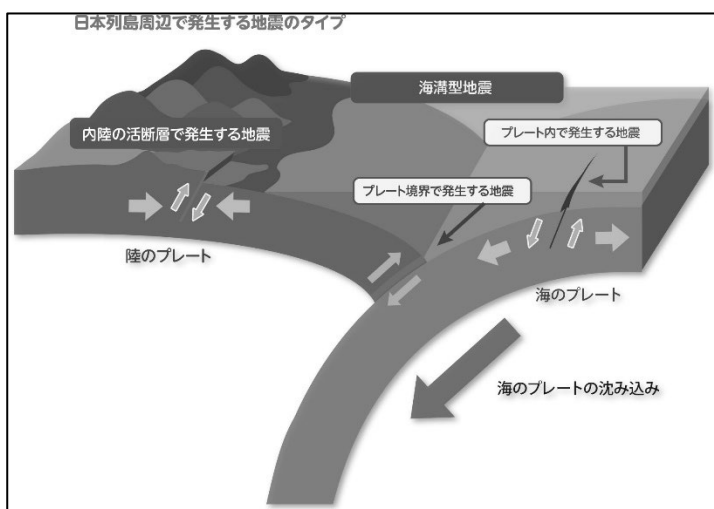 日本列島周辺で発生する地震のタイプ
海溝型地震
内陸の活断層で発生する地震
プレート内で発生する地震
プレート境界で発生する地震
陸のプレート
海のプレート
海のプレートの沈み込み